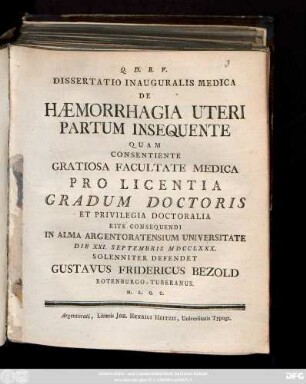 3
Q. D. B. V.
DISSERTATIO INAUGURALIS MEDICA
DE
HÆMORRHAGIA UTERI
PARTUM INSEQUENTE
QUAM
CONSENTIENTE
GRATIOSA FACULTATE MEDICA
PRO LICENTIA
GRADUM DOCTORIS
ET PRIVILEGIA DOCTORALIA
RITE CONSEQUENDI
IN ALMA ARGENTORATENSIUM UNIVERSITATE
DIE XXI. SEPTEMBRIS MDCCLXXX.
SOLENNITER DEFENDET
GUSTAVUS FRIDERICUS BEZOLD
ROTENBURGO-TUBERANUS.
H. L. Q. C.
Argentorati, Litteris JOH. HENRICI HEITZII, Universitatis Typogr.